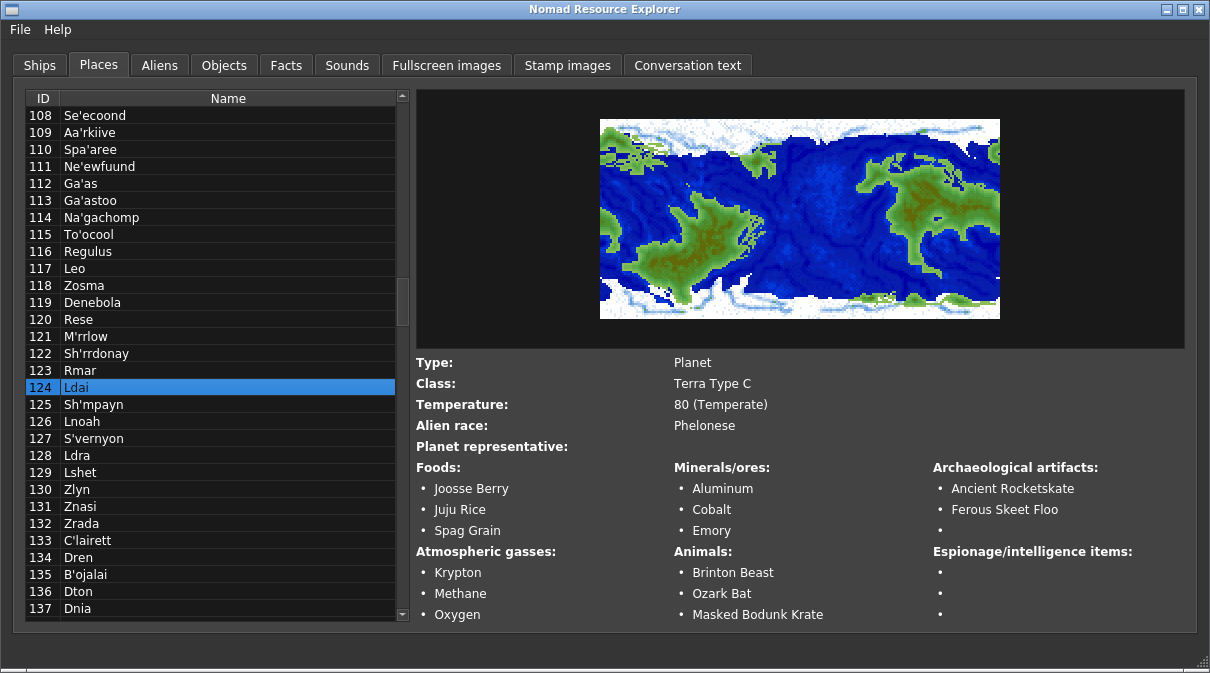 Nomad Resource Explorer
File Help
Ships Places Aliens Objects Facts Sounds Fullscreen images Stamp images Conversation text
ID Name
108 Se'ecoond
109 Aa'rkiive
110 Spa'aree
111 Ne'ewfuund
112 Ga'as
113 Ga'astoo
114 Na'gachomp
115 To'ocool
116 Regulus
117 Leo
118 Zosma
119 Denebola
120 Rese
121 M'rrlow
122 Sh'rrdonay
123 Rmar
124 Ldai
125 Sh'mpayn
126 Lnoah
127 S'vernyon
128 Ldra
129 Lshet
130 Zlyn
131 Znasi
132 Zrada
133 C'lairett
134 Dren
135 B'ojalai
136 Dton
137 Dnia
Type: Planet
Class: Terra Type C
Temperature: 80 (Temperate)
Alien race: Phelonese
Planet representative:
Foods: Minerals/ores: Archaeological artifacts:
• Joosse Berry • Aluminum • Ancient Rocketskate
• Juju Rice • Cobalt • Ferous Skeet Floo
• Spag Grain • Emory •
Atmospheric gasses: Animals: Espionage/intelligence items:
• Krypton • Brinton Beast •
• Methane • Ozark Bat •
• Oxygen • Masked Bodunk Krate •